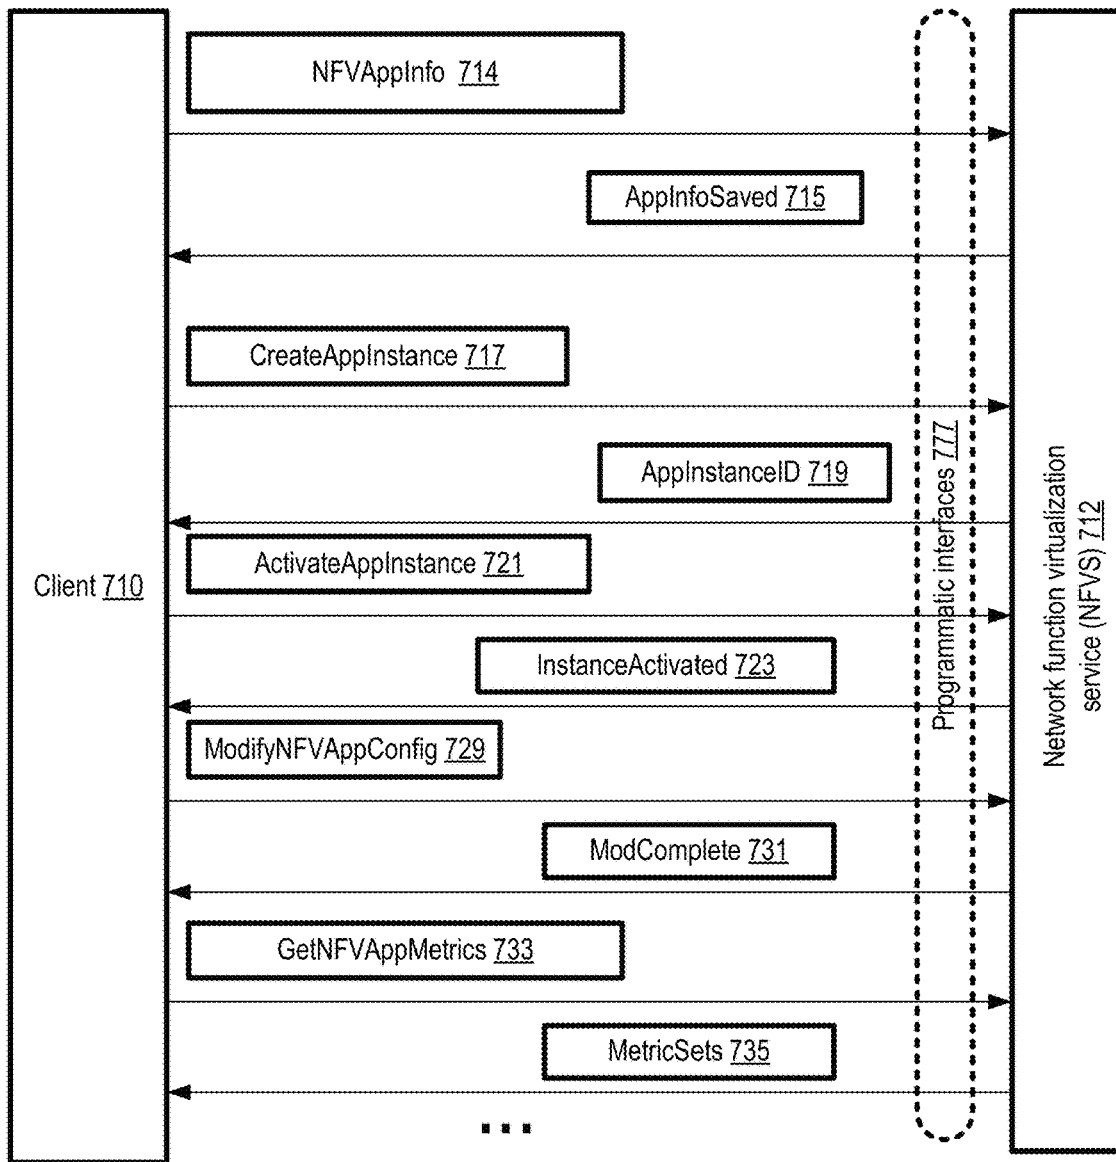 NFVAppInfo 714
AppInfoSaved 715
CreateAppInstance 717
AppInstanceID 719
ActivateAppInstance 721
Client 710
InstanceActivated 723
ModifyNFVAppConfig 729
ModComplete 731
GetNFVAppMetrics 733
MetricSets 735
...
Programmatic interfaces 777
Network function virtualization
service (NFVS) 712